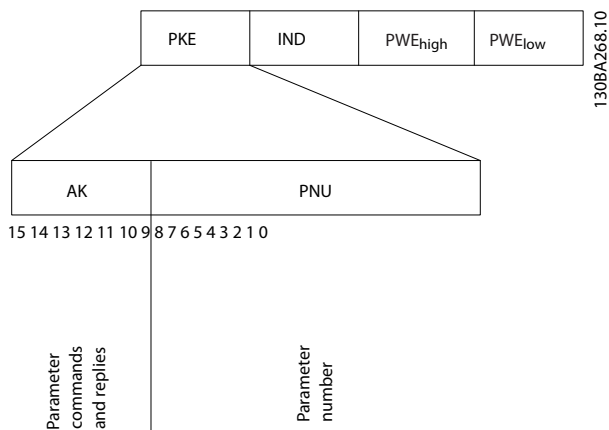 PKE IND PWEhigh PWElow
130BA268.10
AK PNU
15 14 13 12 11 10 9 8 7 6 5 4 3 2 1 0
Parameter
commands
and replies
Parameter
number